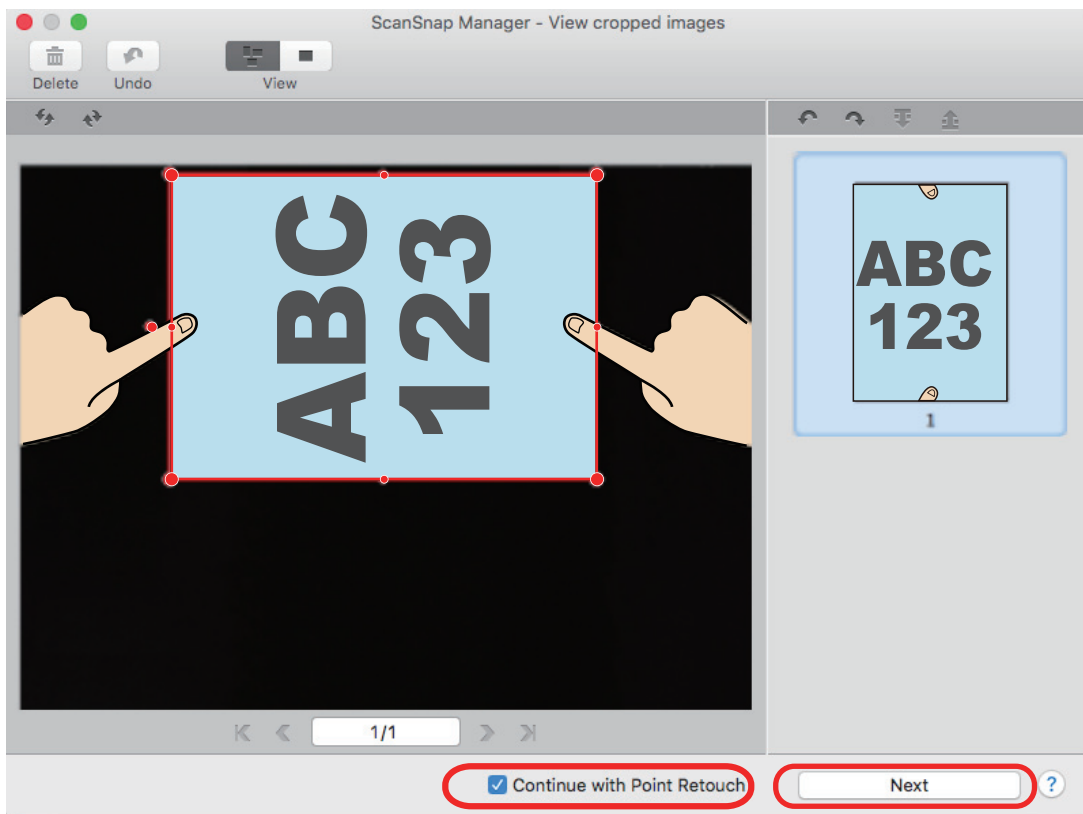 ScanSnap Manager - View cropped images
Delete Undo View
ABC
123
ABC
123
1
1/1
Continue with Point Retouch
Next
?